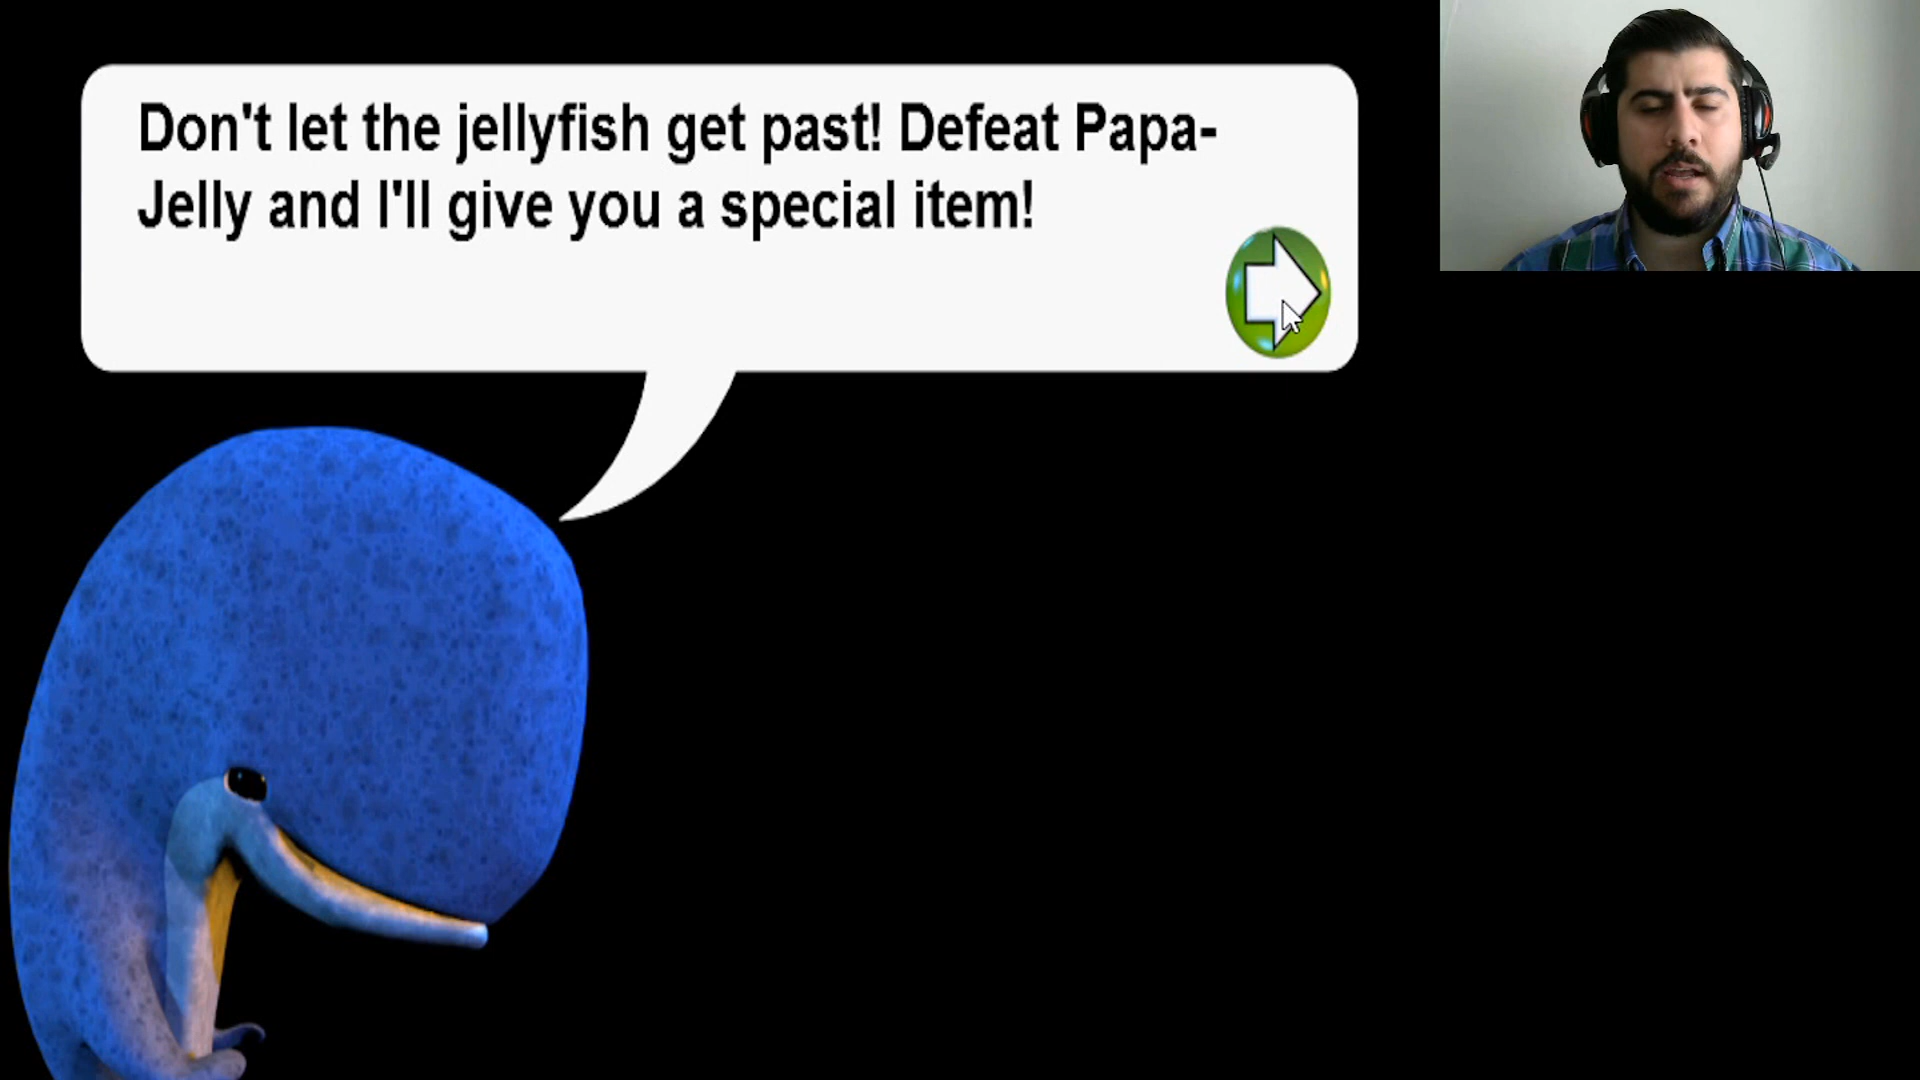 Don't let the jellyfish get past! Defeat Papa-
Jelly and I'll give you a special item!